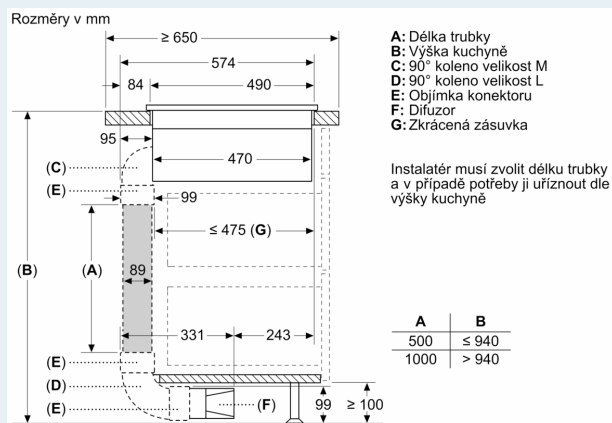 Rozměry v mm
≥ 650
574
84
490
95
470
(C)
(E)
99
≤ 475 (G)
(B)
(A)
89
331
243
(E)
(D)
(E)
(F)
99
≥ 100
A: Délka trubky
B: Výška kuchyně
C: 90° koleno velikost M
D: 90° koleno velikost L
E: Objímka konektoru
F: Difuzor
G: Zkrácená zásuvka
Instalatér musí zvolit délku trubky
a v případě potřeby ji uříznout dle
výšky kuchyně
A B
500 ≤ 940
1000 > 940